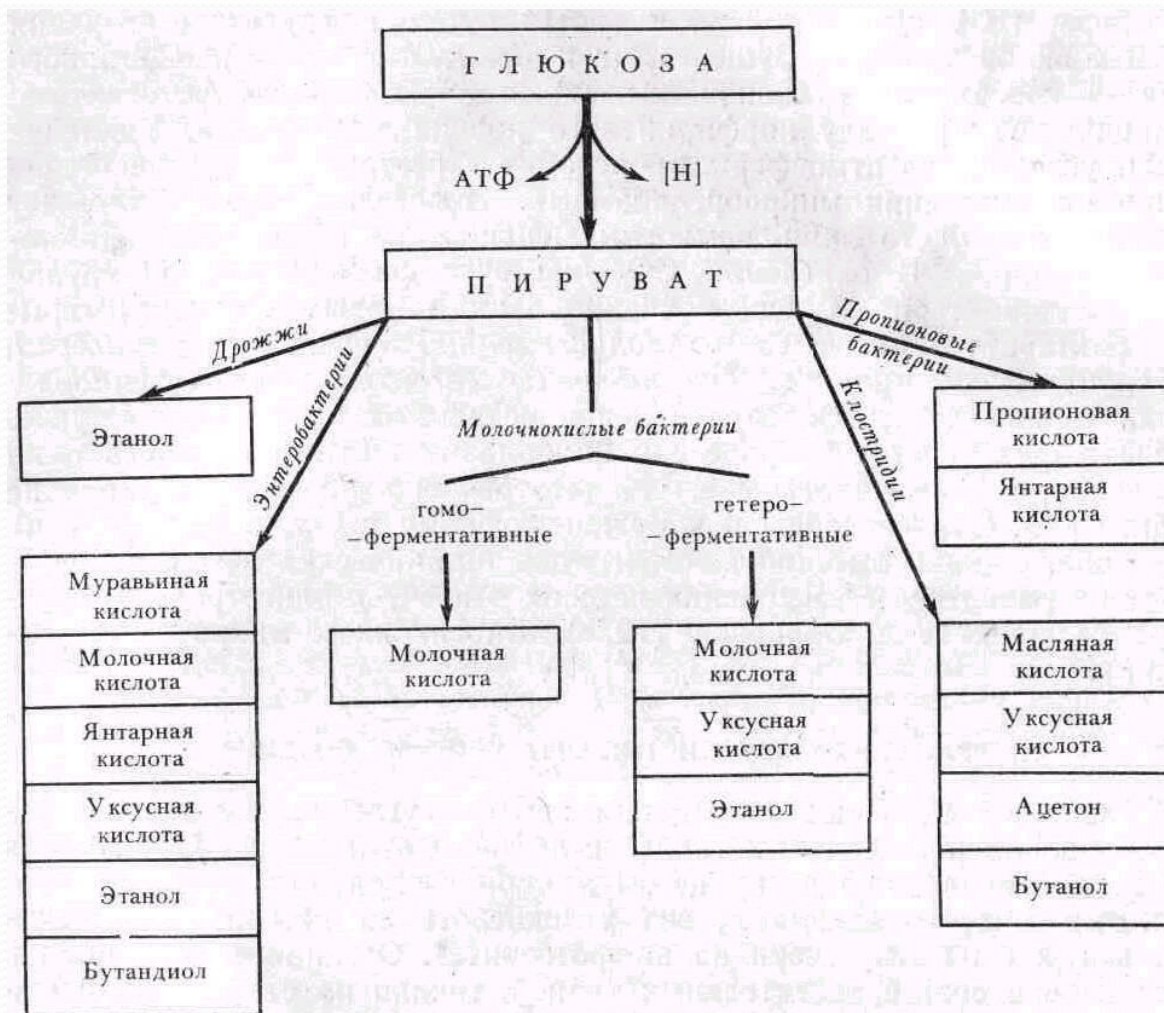 ГЛЮКОЗА
АТФ
[Н]
ПИРУВАТ
Дрожжи
Энтеробактерии
Молочнокислые бактерии
гомо-
-ферментативные
гетеро-
-ферментативные
Клостридии
Пропионовые
бактерии
Этанол
Муравьиная
кислота
Молочная
кислота
Янтарная
кислота
Уксусная
кислота
Этанол
Бутандиол
Молочная
кислота
Молочная
кислота
Уксусная
кислота
Этанол
Пропионовая
кислота
Янтарная
кислота
Масляная
кислота
Уксусная
кислота
Ацетон
Бутанол